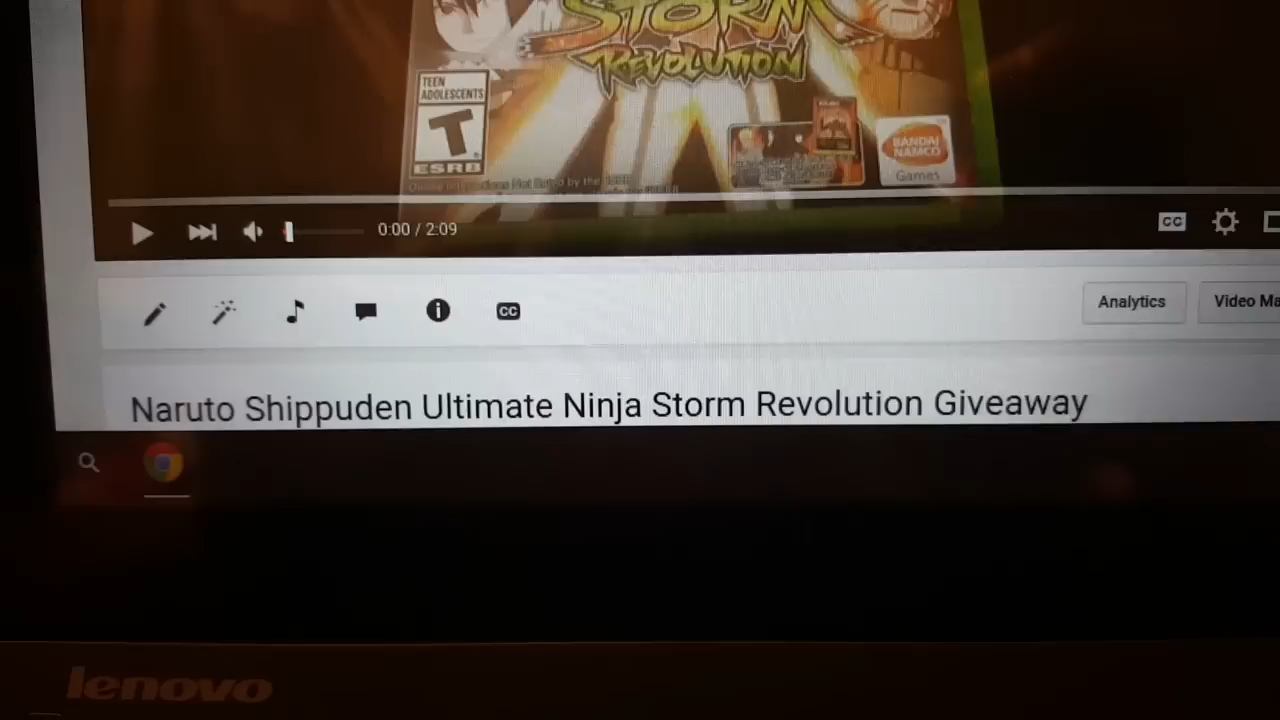 STORM
REVOLUTION
TEEN
ADOLESCENTS
T
ESRB
BANDAI
NAMCO
Games
0:00 / 2:09
CC
CC
Analytics
Video Ma
Naruto Shippuden Ultimate Ninja Storm Revolution Giveaway
lenovo